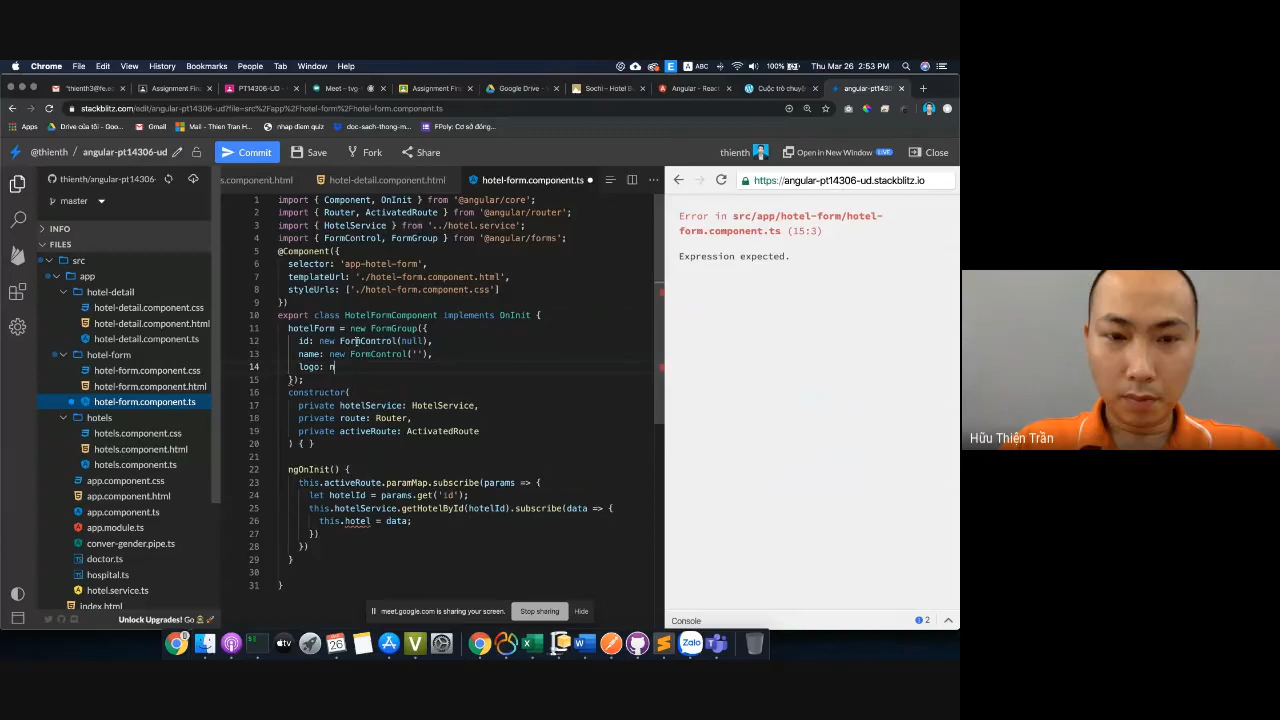 Chrome File Edit View History Bookmarks People Tab Window Help
ABC 100% Thu Mar 26 2:53 PM
"thienth3@fe.e Assignment Fin PT14306-UD - Meet – tvg Assignment Fin Google Drive - Sochi – Hotel B Angular - Reac Cuộc trò chuyệ angular-pt1430
stackblitz.com/edit/angular-pt14306-ud?file=src%2Fapp%2Fhotel-form%2Fhotel-form.component.ts
Apps Drive của tôi - Goo... Gmail Mail - Thien Tran H... nhap diem quiz doc-sach-thong-m... FPoly: Cơ sở đồng...
@thienth / angular-pt14306-ud Commit Save Fork Share thienth Open in New Window LIVE Close
thienth/angular-pt14306-
master
INFO
FILES
src
app
hotel-detail
hotel-detail.component.css
hotel-detail.component.html
hotel-detail.component.ts
hotel-form
hotel-form.component.css
hotel-form.component.html
hotel-form.component.ts
hotels
hotels.component.css
hotels.component.html
hotels.component.ts
app.component.css
app.component.html
app.module.ts
conver-gender.pipe.ts
doctor.ts
hospital.ts
hotel.service.ts
index.html
Unlock Upgrades! Go
s.component.html hotel-detail.component.html hotel-form.component.ts
1 import { Component, OnInit } from '@angular/core';
2 import { Router, ActivatedRoute } from '@angular/router';
3 import { HotelService } from '../hotel.service';
4 import { FormControl, FormGroup } from '@angular/forms';
5 @Component({
6 selector: 'app-hotel-form',
7 templateUrl: './hotel-form.component.html',
8 styleUrls: ['./hotel-form.component.css']
9 })
10 export class HotelFormComponent implements OnInit {
11 hotelForm = new FormGroup({
12 id: new FormControl(null),
13 name: new FormControl(''),
14 logo: n
15 });
16 constructor(
17 private hotelService: HotelService,
18 private route: Router,
19 private activeRoute: ActivatedRoute
20 ) { }
21
22 ngOnInit() {
23 this.activeRoute.paramMap.subscribe(params => {
24 let hotelId = params.get('id');
25 this.hotelService.getHotelById(hotelId).subscribe(data => {
26 this.hotel = data;
27 })
28 })
29 }
30
31 }
https://angular-pt14306-ud.stackblitz.io
Error in src/app/hotel-form/hotel-
form.component.ts (15:3)
Expression expected.
Console 2
meet.google.com is sharing your screen. Stop sharing Hide
26
Zalo
Hữu Thiện Trần